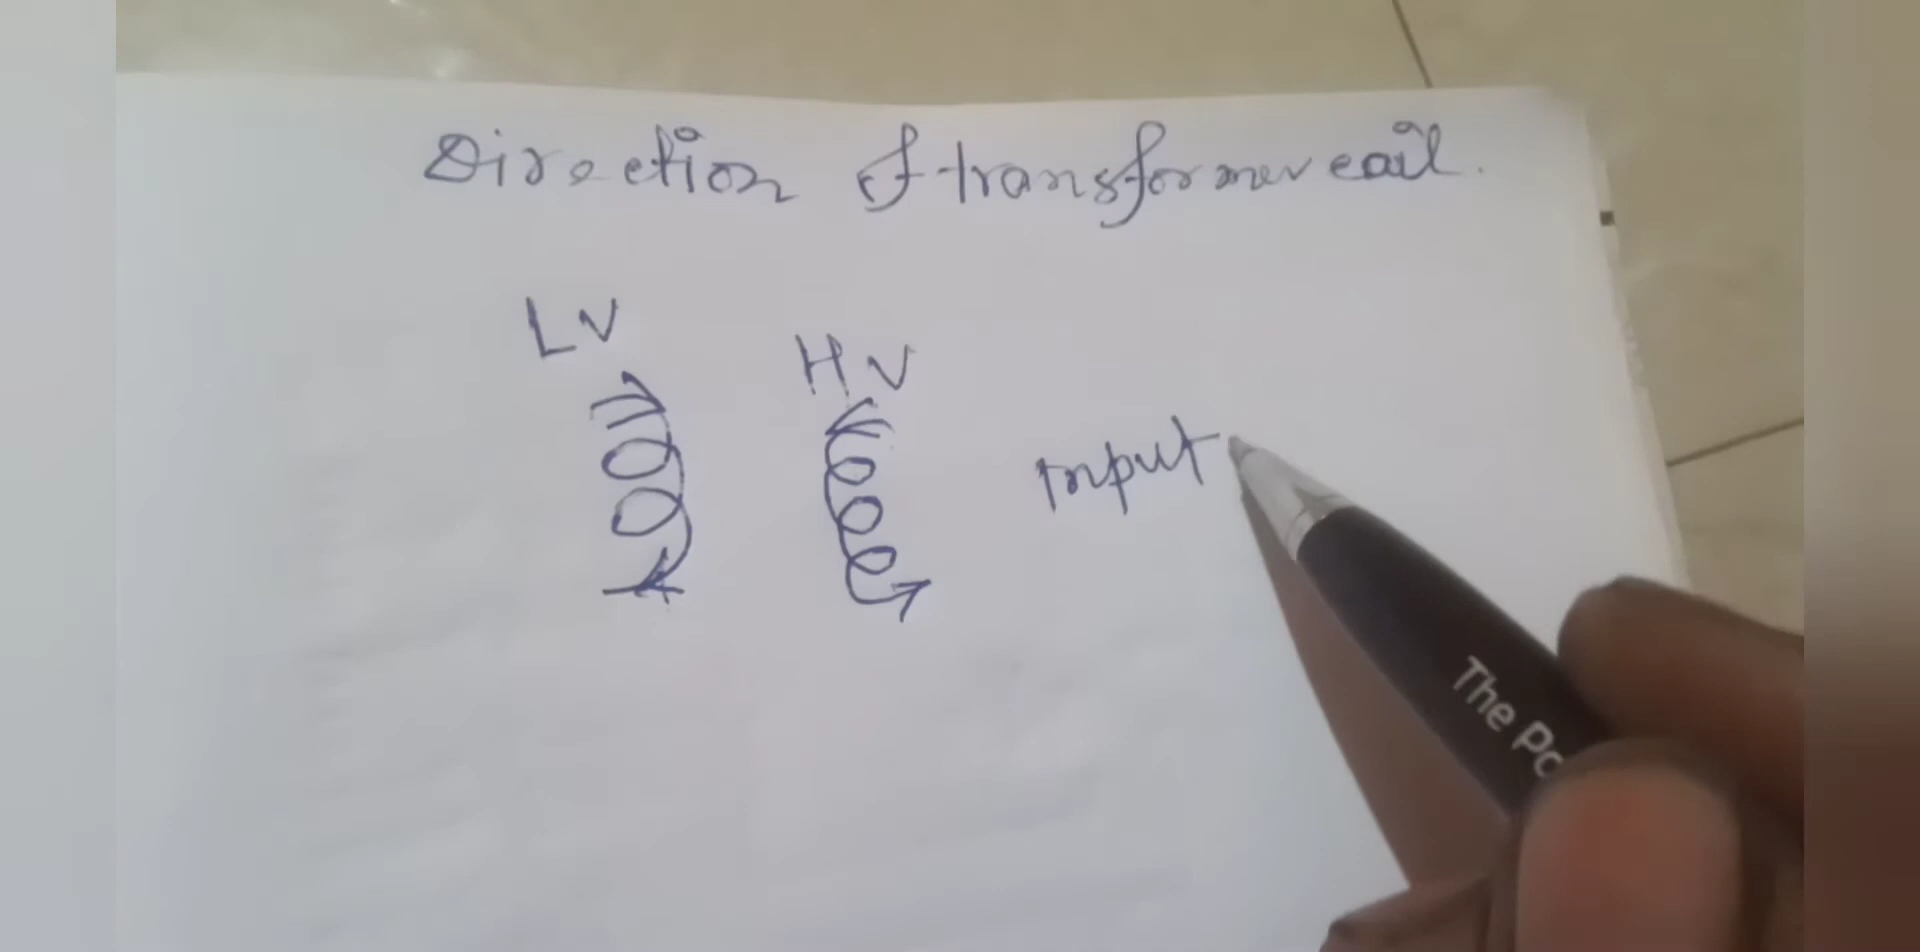 Direction of transformer coil.
LV
HV
Input
The Po